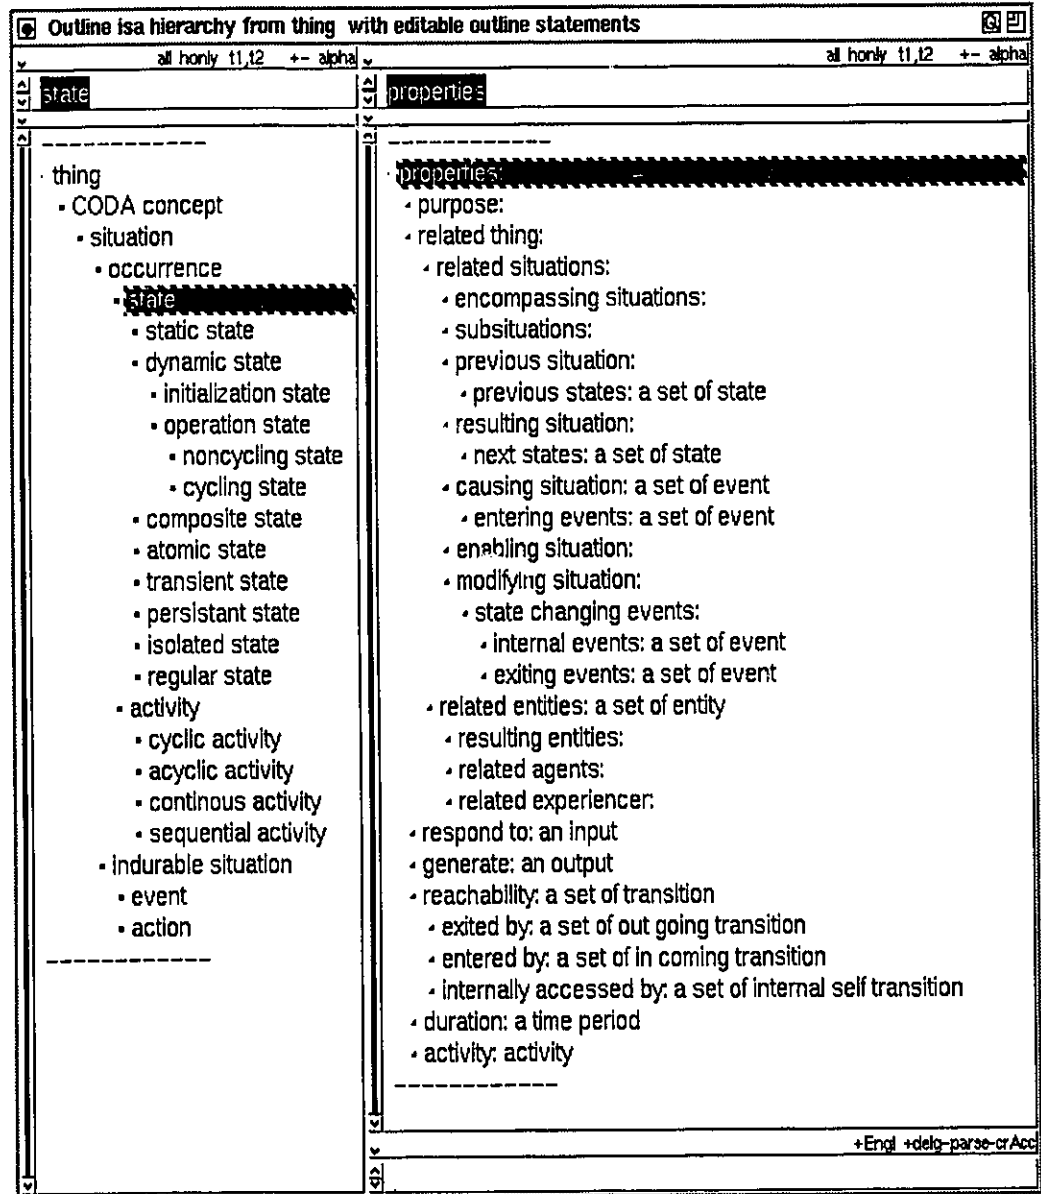 Outline isa hierarchy from thing with editable outline statements
all honly t1,t2 +- alpha
state
thing
CODA concept
situation
occurrence
state
static state
dynamic state
initialization state
operation state
noncycling state
cycling state
composite state
atomic state
transient state
persistant state
isolated state
regular state
activity
cyclic activity
acyclic activity
continous activity
sequential activity
indurable situation
event
action
all honly t1,t2 +- alpha
properties
properties:
purpose:
related thing:
related situations:
encompassing situations:
subsituations:
previous situation:
previous states: a set of state
resulting situation:
next states: a set of state
causing situation: a set of event
entering events: a set of event
enabling situation:
modifying situation:
state changing events:
internal events: a set of event
exiting events: a set of event
related entities: a set of entity
resulting entities:
related agents:
related experiencer:
respond to: an input
generate: an output
reachability: a set of transition
exited by: a set of out going transition
entered by: a set of in coming transition
internally accessed by: a set of internal self transition
duration: a time period
activity: activity
+Engl +delg-parse-crAcc